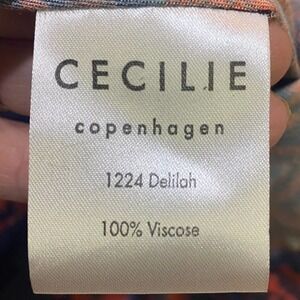 CECILIE
copenhagen
1224 Delilah
100% Viscose